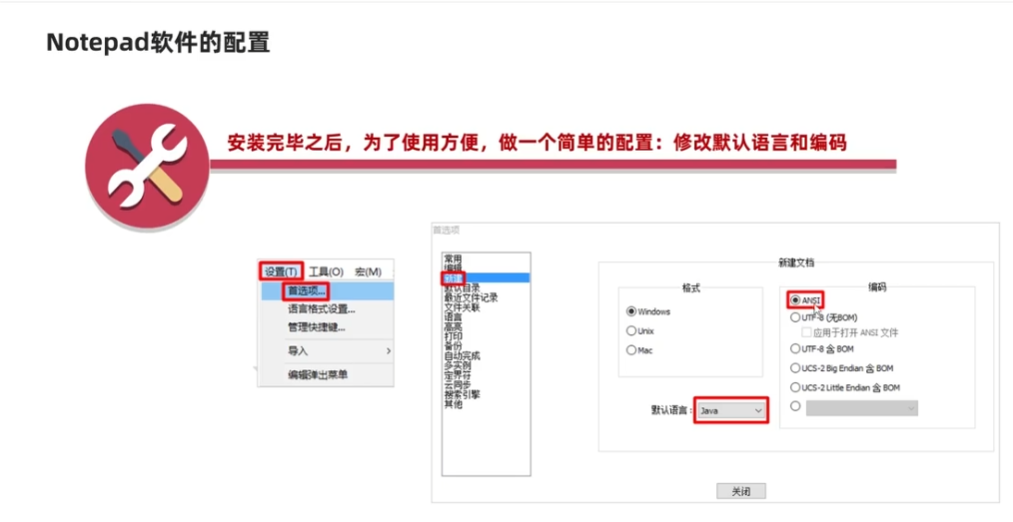 Notepad软件的配置
安装完毕之后，为了使用方便，做一个简单的配置：修改默认语言和编码
设置(T) 工具(O) 宏(M)
首选项...
语言格式设置...
管理快捷键...
导入
编辑弹出菜单
首选项
常用
编辑
新建
默认目录
最近文件记录
文件关联
语言
高亮
打印
备份
自动完成
多实例
定界符
云同步
搜索引擎
其他
新建文档
格式
Windows
Unix
Mac
默认语言： Java
编码
ANSI
UTF-8 (无BOM)
应用于打开 ANSI 文件
UTF-8 含 BOM
UCS-2 Big Endian 含 BOM
UCS-2 Little Endian 含 BOM
关闭